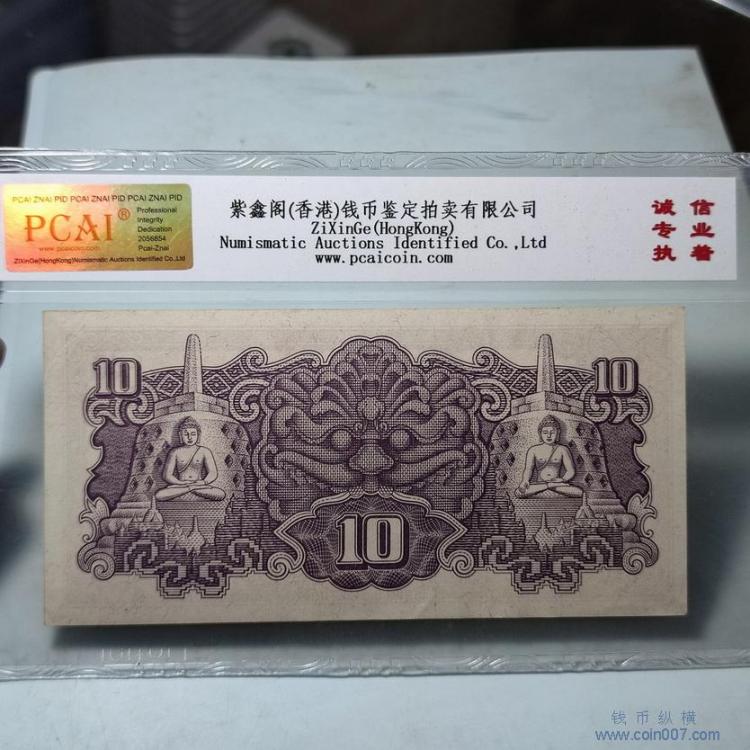 PCAI ZNAI PID PCAI ZNAI PID PCAI ZNAI PID
PCAI®
www.pcaicoin.com
Professional
Integrity
Dedication
2056854
Pcai-Znai
ZiXinGe(HongKong)Numismatic Auctions Identified Co.,Ltd
紫鑫阁(香港)钱币鉴定拍卖有限公司
ZiXinGe(HongKong)
Numismatic Auctions Identified Co.,Ltd
www.pcaicoin.com
诚信
专业
执着
10
10
10
钱币纵横
www.coin007.com